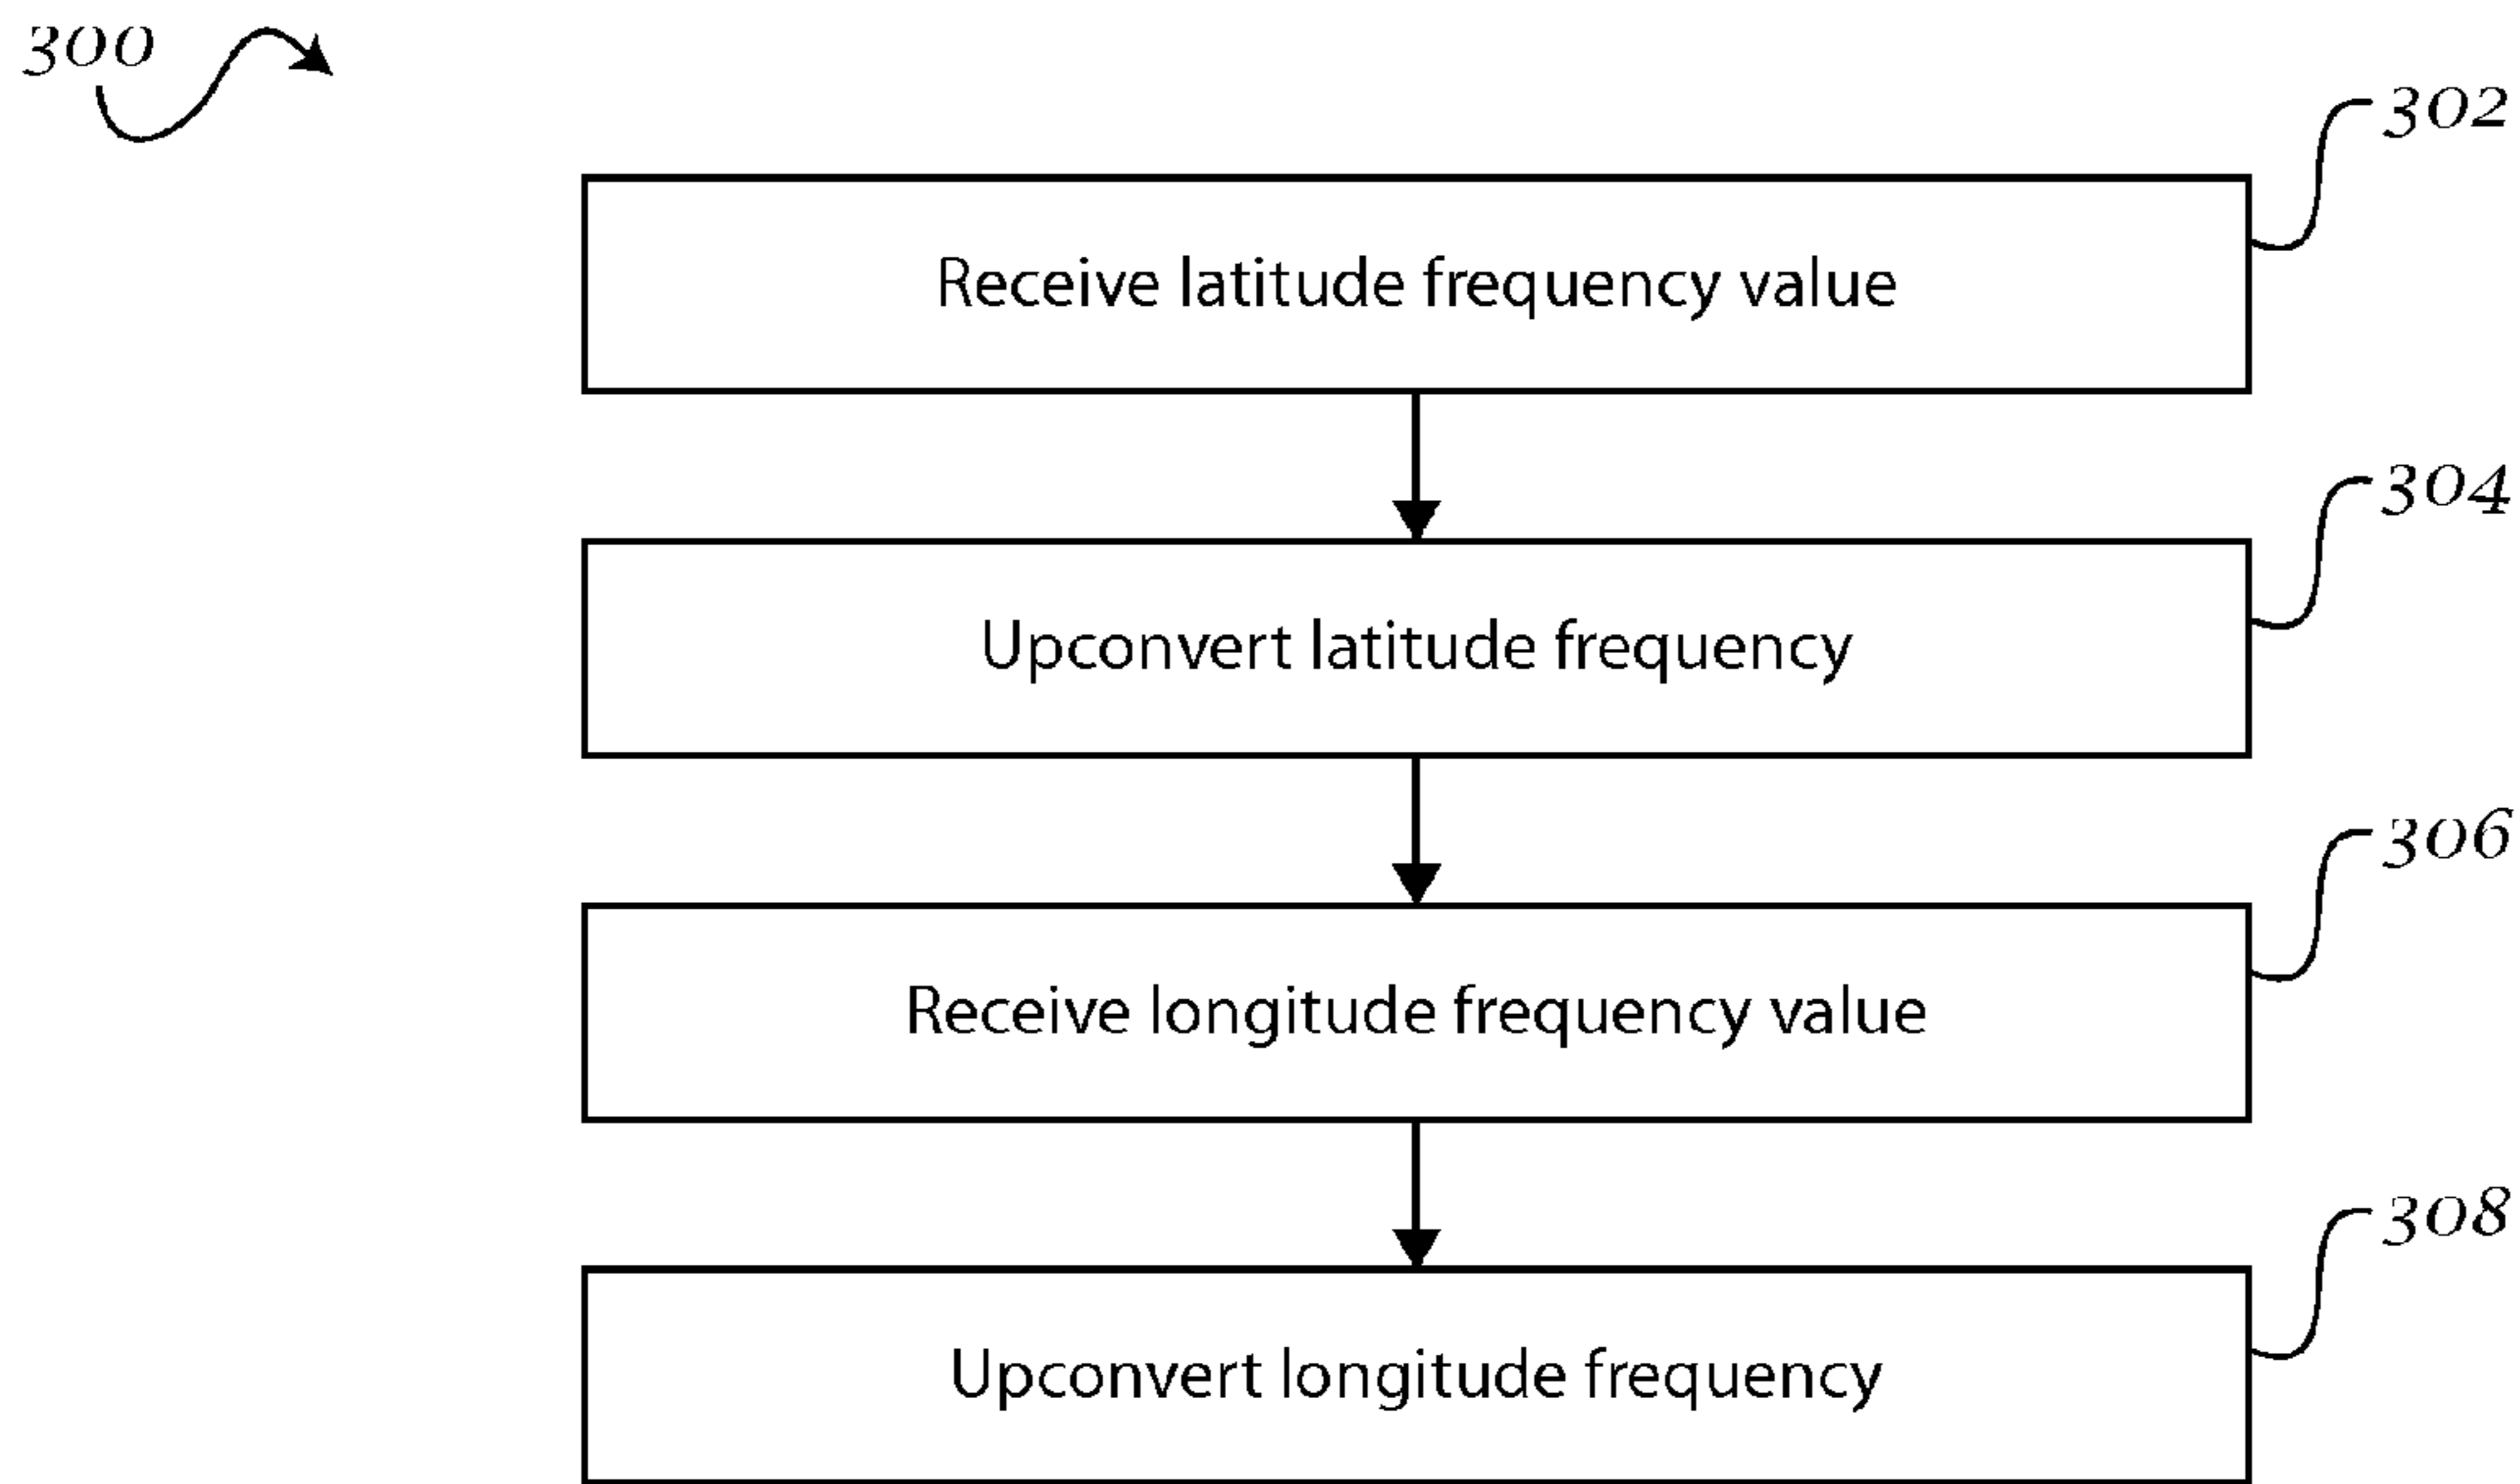 300
302
Receive latitude frequency value
304
Upconvert latitude frequency
306
Receive longitude frequency value
308
Upconvert longitude frequency